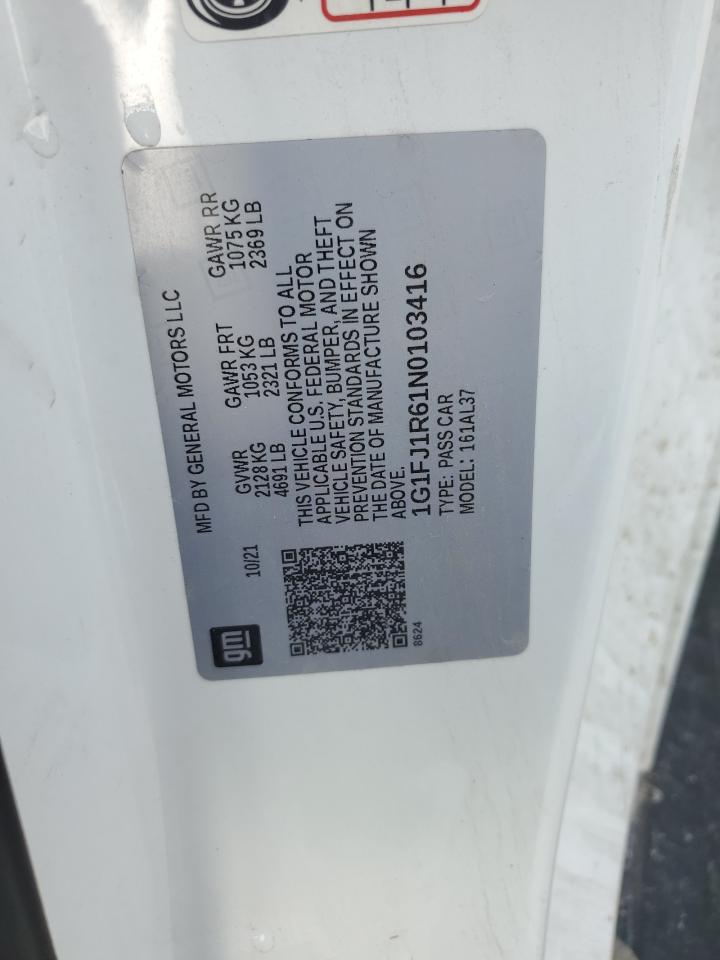 MFD BY GENERAL MOTORS LLC
gm
10/21
GVWR GAWR FRT GAWR RR
2128 KG 1053 KG 1075 KG
4691 LB 2321 LB 2369 LB
THIS VEHICLE CONFORMS TO ALL
APPLICABLE U.S. FEDERAL MOTOR
VEHICLE SAFETY, BUMPER, AND THEFT
PREVENTION STANDARDS IN EFFECT ON
THE DATE OF MANUFACTURE SHOWN
ABOVE.
1G1FJ1R61N0103416
TYPE: PASS CAR
MODEL: 161AL37
8624